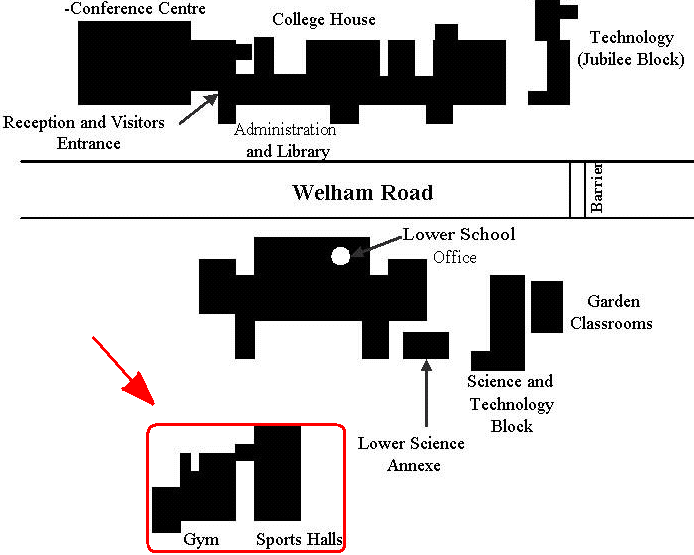 -Conference Centre
College House
Technology
(Jubilee Block)
Reception and Visitors
Entrance
Administration
and Library
Welham Road
Barrier
Lower School
Office
Garden
Classrooms
Science and
Technology
Block
Lower Science
Annexe
Gym
Sports Halls